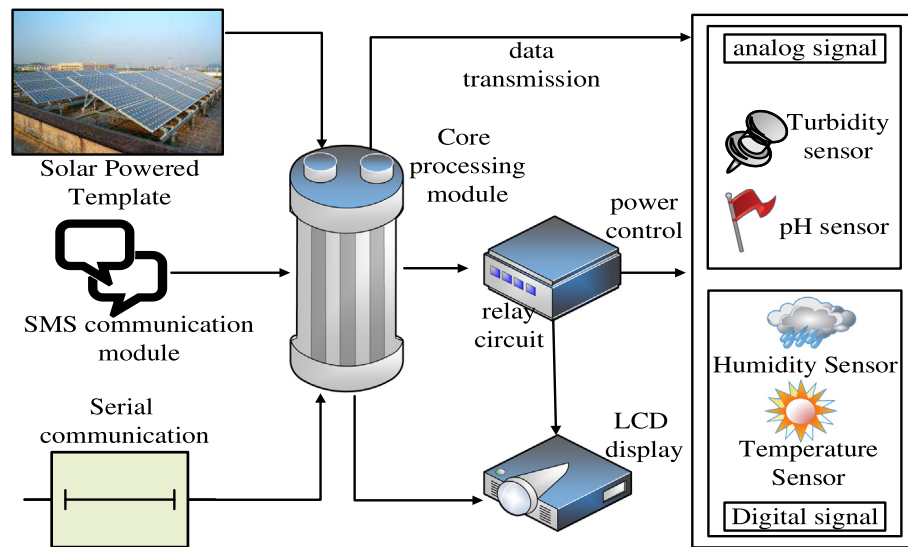 Solar Powered
Template
SMS communication
module
Serial
communication
data
transmission
Core
processing
module
relay
circuit
power
control
LCD
display
analog signal
Turbidity
sensor
pH sensor
Humidity Sensor
Temperature
Sensor
Digital signal